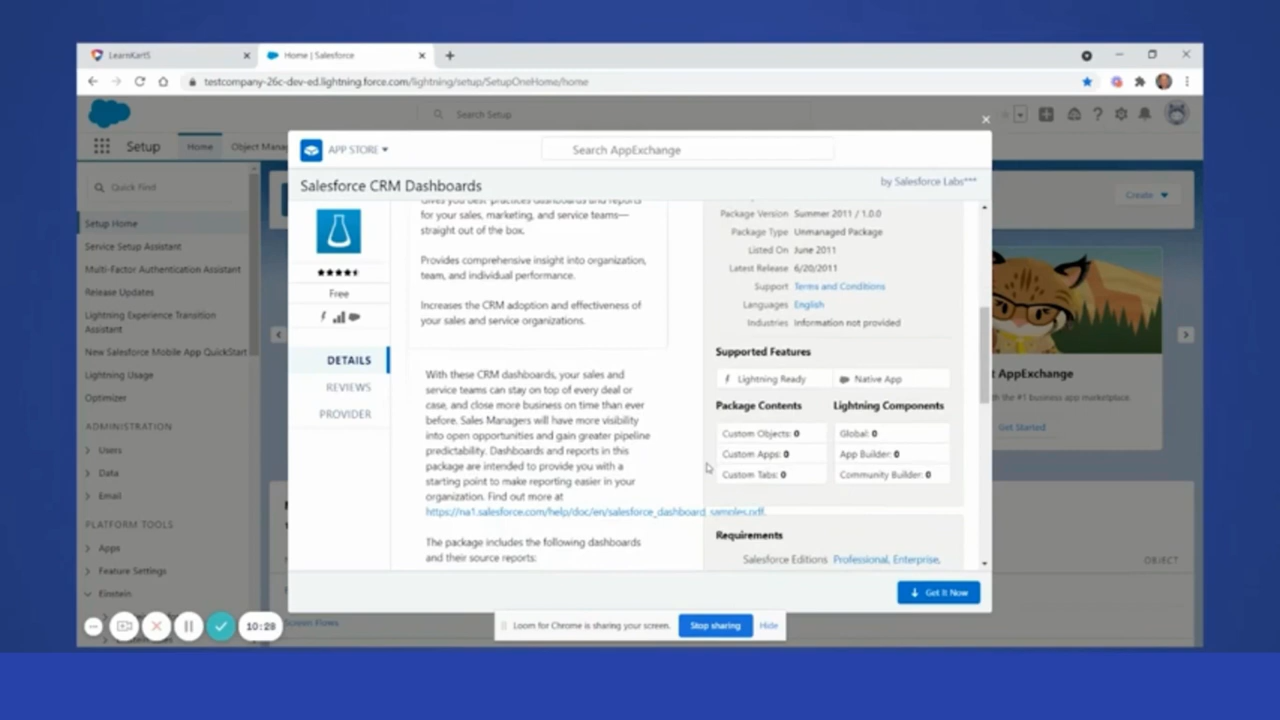 LearnKartS
Home | Salesforce
testcompany-26c-dev-ed.lightning.force.com/lightning/setup/SetupOneHome/home
Search Setup
Setup
Home
Object Manag
APP STORE
Search AppExchange
Salesforce CRM Dashboards
by Salesforce Labs***
Quick Find
Setup Home
Service Setup Assistant
Multi-Factor Authentication Assistant
Release Updates
Lightning Experience Transition
Assistant
New Salesforce Mobile App QuickStart
Lightning Usage
Optimizer
ADMINISTRATION
Users
Data
Email
PLATFORM TOOLS
Apps
Feature Settings
Einstein
Free
DETAILS
REVIEWS
PROVIDER
Gives you best practices dashboards and reports
for your sales, marketing, and service teams—
straight out of the box.
Provides comprehensive insight into organization,
team, and individual performance.
Increases the CRM adoption and effectiveness of
your sales and service organizations.
With these CRM dashboards, your sales and
service teams can stay on top of every deal or
case, and close more business on time than ever
before. Sales Managers will have more visibility
into open opportunities and gain greater pipeline
predictability. Dashboards and reports in this
package are intended to provide you with a
starting point to make reporting easier in your
organization. Find out more at
https://na1.salesforce.com/help/doc/en/salesforce_dashboard_samples.pdf.
The package includes the following dashboards
and their source reports:
Package Version Summer 2011 / 1.0.0
Package Type Unmanaged Package
Listed On June 2011
Latest Release 6/20/2011
Support Terms and Conditions
Languages English
Industries Information not provided
Supported Features
Lightning Ready
Native App
Package Contents
Lightning Components
Custom Objects: 0
Global: 0
Custom Apps: 0
App Builder: 0
Custom Tabs: 0
Community Builder: 0
Requirements
Salesforce Editions Professional, Enterprise,
Get It Now
Create
t AppExchange
h the #1 business app marketplace.
Get Started
OBJECT
Screen Flows
10:28
Loom for Chrome is sharing your screen.
Stop sharing
Hide